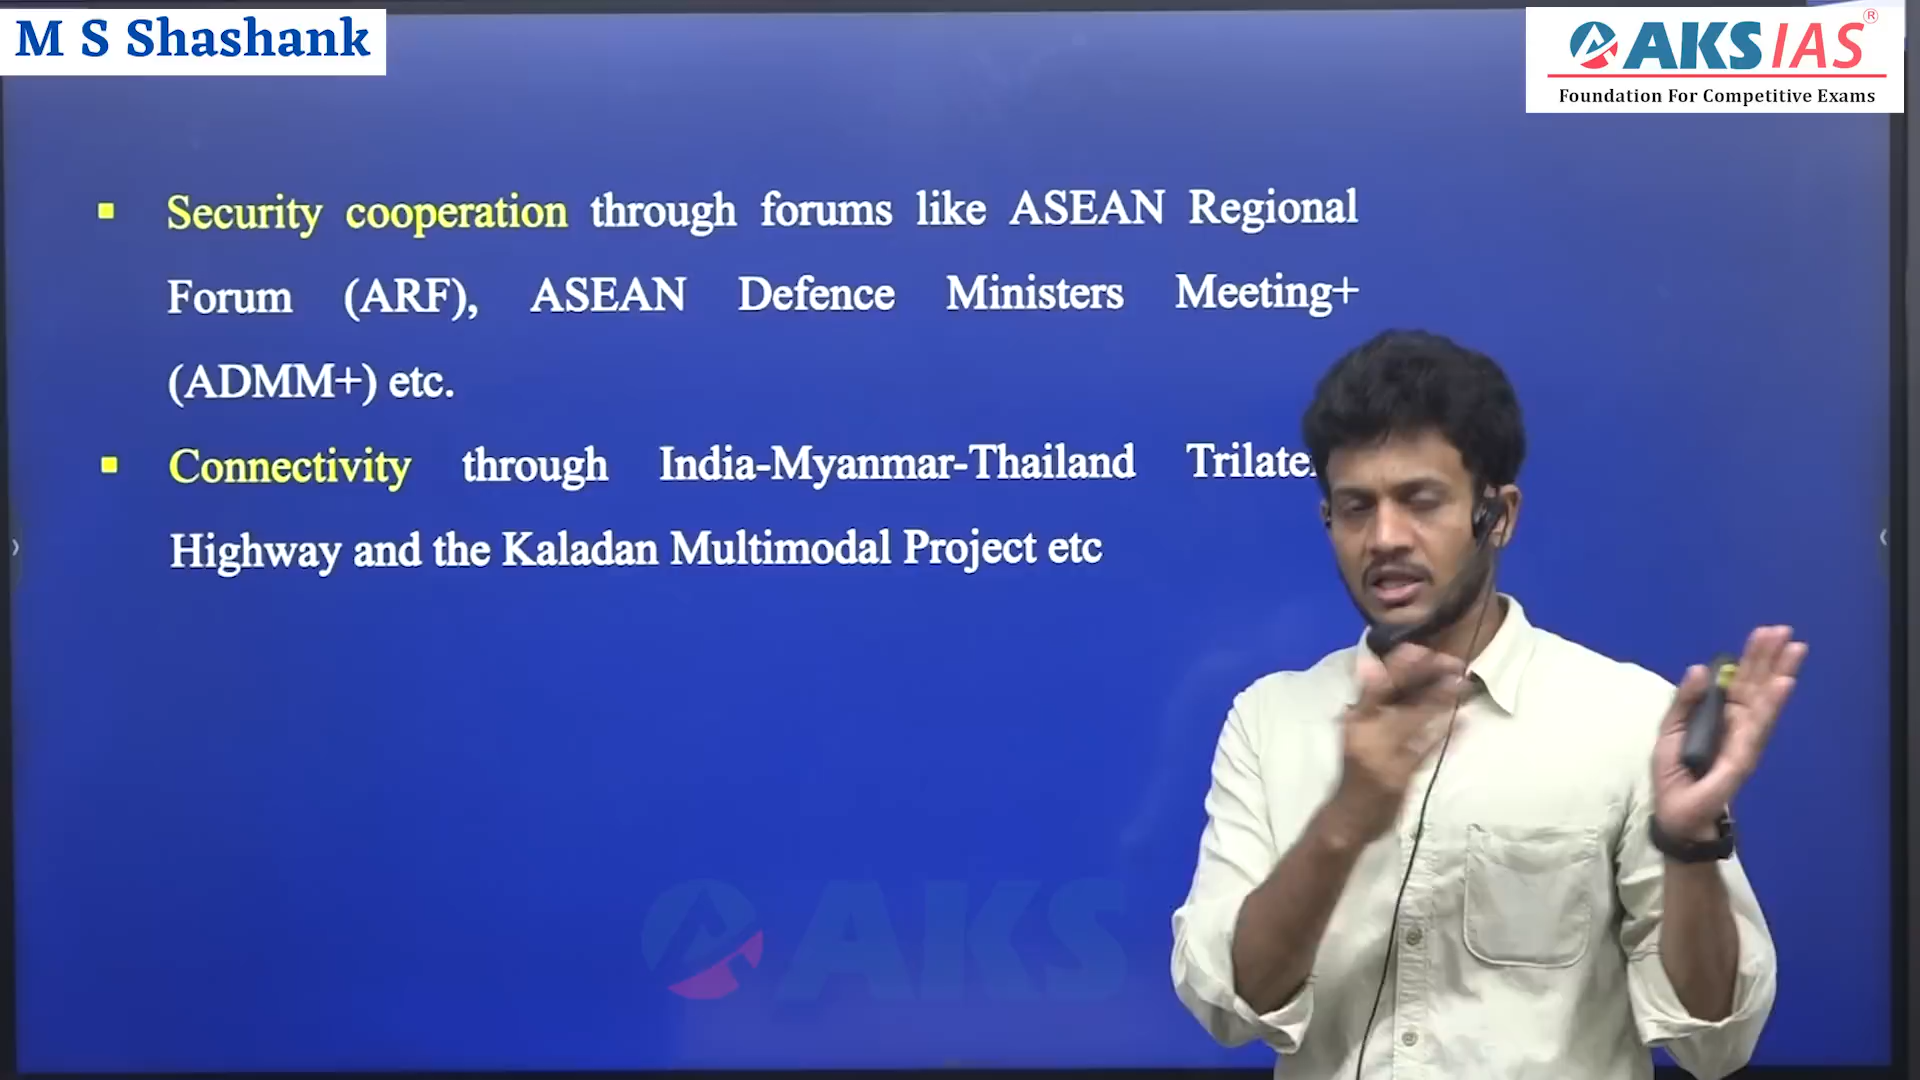 M S Shashank
AKS IAS®
Foundation For Competitive Exams
▪ Security cooperation through forums like ASEAN Regional
Forum (ARF), ASEAN Defence Ministers Meeting+
(ADMM+) etc.
▪ Connectivity through India-Myanmar-Thailand
Highway and the Kaladan Multimodal Project etc
AKS